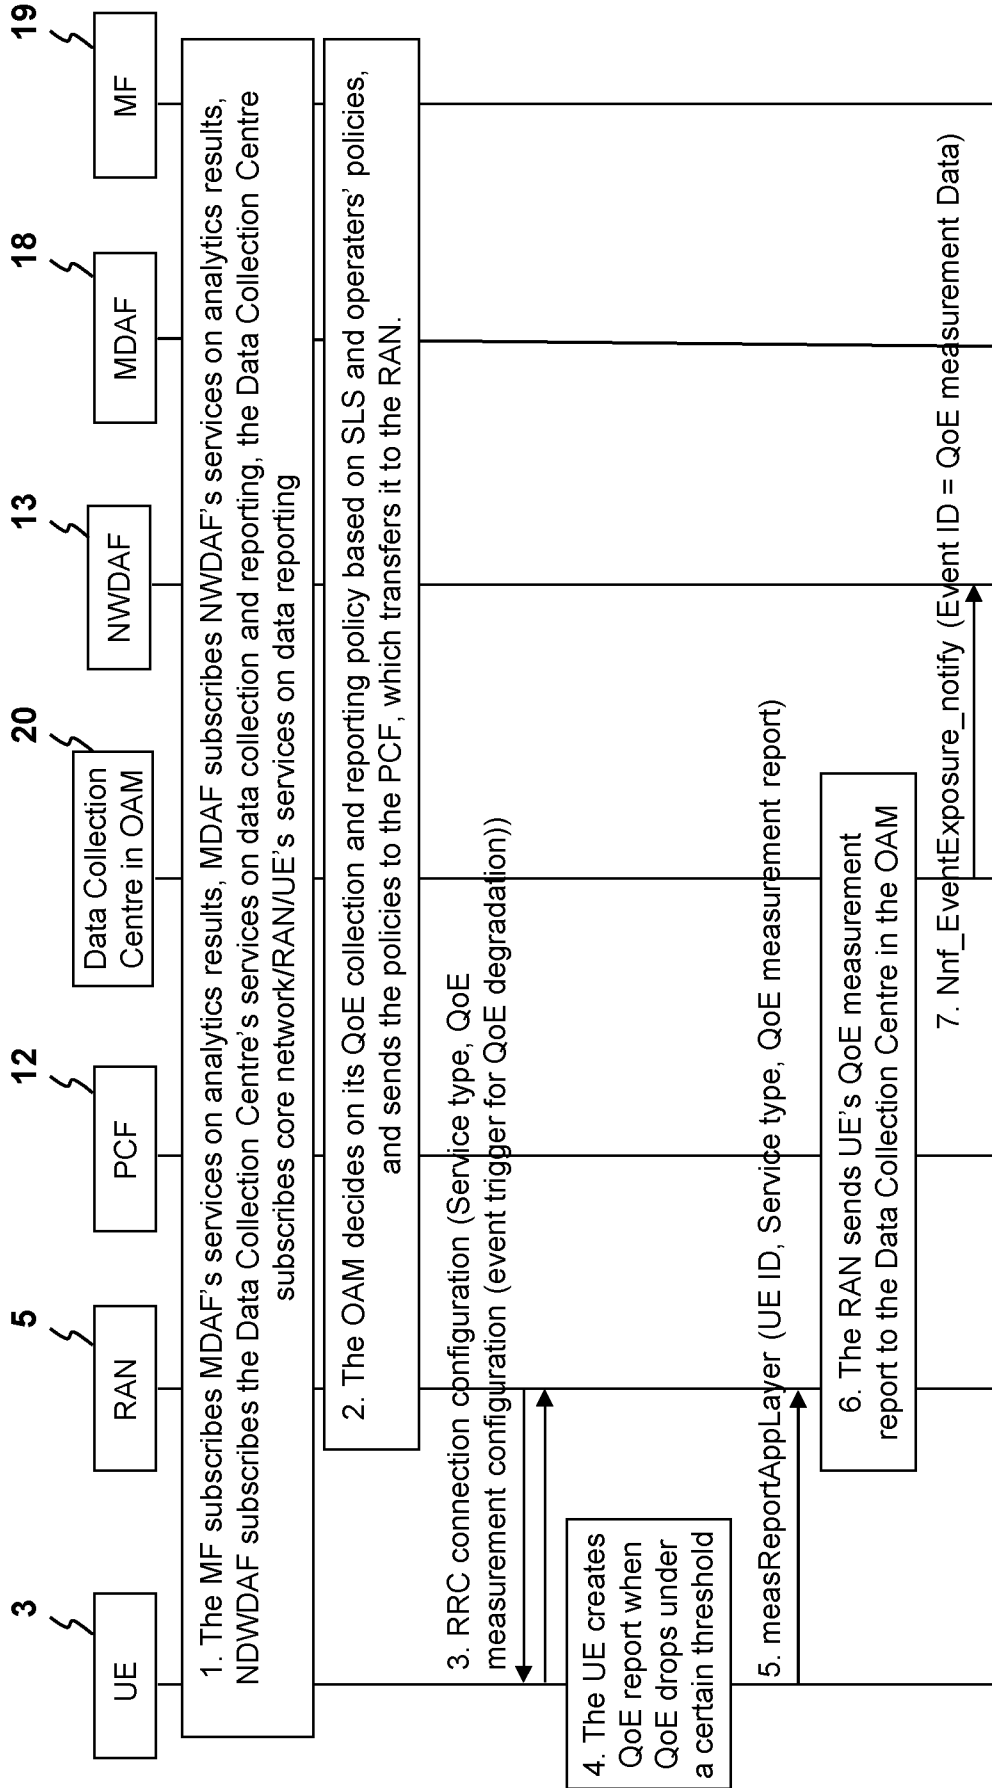 3
5
12
20
13
18
19
UE
RAN
PCF
Data Collection
Centre in OAM
NWDAF
MDAF
MF
1. The MF subscribes MDAF's services on analytics results, MDAF subscribes NWDAF's services on analytics results,
NDWDAF subscribes the Data Collection Centre's services on data collection and reporting, the Data Collection Centre
subscribes core network/RAN/UE's services on data reporting
2. The OAM decides on its QoE collection and reporting policy based on SLS and operaters' policies,
and sends the policies to the PCF, which transfers it to the RAN.
3. RRC connection configuration (Service type, QoE
measurement configuration (event trigger for QoE degradation))
4. The UE creates
QoE report when
QoE drops under
a certain threshold
5. measReportAppLayer (UE ID, Service type, QoE measurement report)
6. The RAN sends UE's QoE measurement
report to the Data Collection Centre in the OAM
7. Nnf_EventExposure_notify (Event ID = QoE measurement Data)